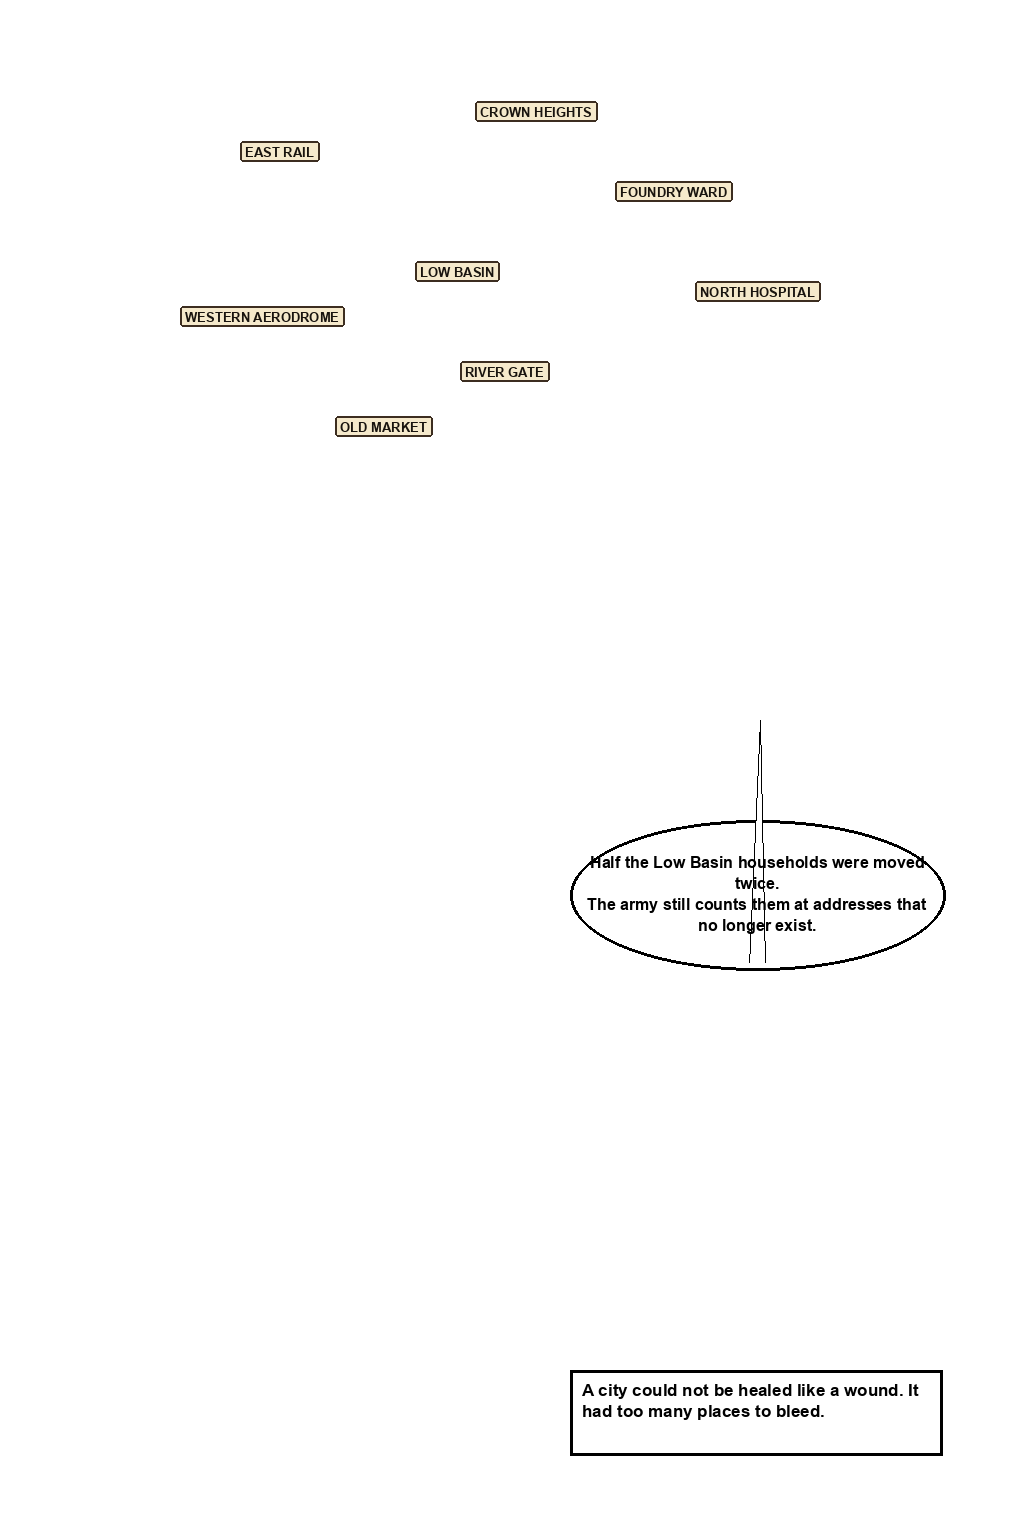 CROWN HEIGHTS
EAST RAIL
FOUNDRY WARD
LOW BASIN
NORTH HOSPITAL
WESTERN AERODROME
RIVER GATE
OLD MARKET
Half the Low Basin households were moved
twice.
The army still counts them at addresses that
no longer exist.
A city could not be healed like a wound. It
had too many places to bleed.